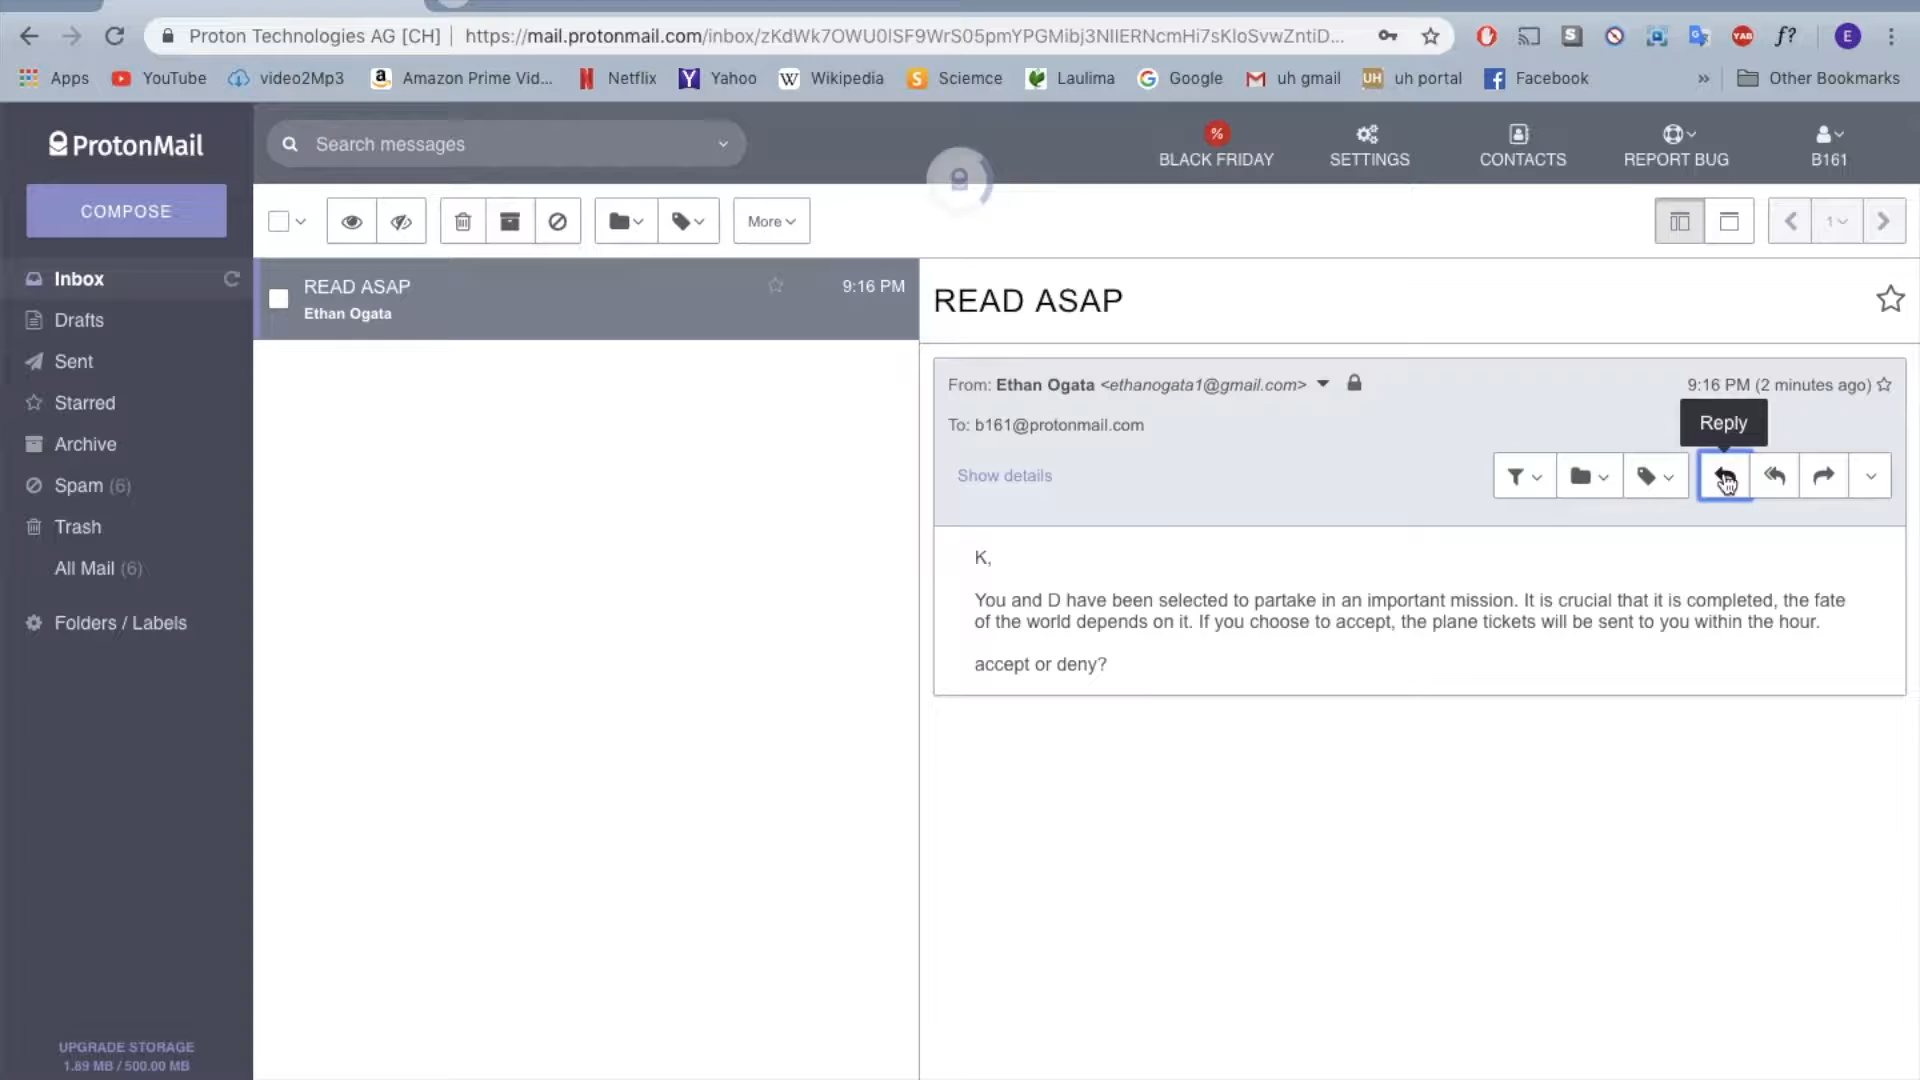 Proton Technologies AG [CH] https://mail.protonmail.com/inbox/
Apps YouTube video2Mp3 Amazon Prime Vid... Netflix Yahoo Wikipedia Sciemce Laulima Google uh gmail uh portal Facebook » Other Bookmarks
ProtonMail
Search messages
% BLACK FRIDAY
SETTINGS
CONTACTS
REPORT BUG
B161
COMPOSE
More
1
Inbox
Drafts
Sent
Starred
Archive
Spam (6)
Trash
All Mail (6)
Folders / Labels
UPGRADE STORAGE
1.89 MB / 500.00 MB
READ ASAP 9:16 PM
Ethan Ogata
READ ASAP
From: Ethan Ogata <ethanogata1@gmail.com> 9:16 PM (2 minutes ago)
To: b161@protonmail.com
Reply
Show details
K,
You and D have been selected to partake in an important mission. It is crucial that it is completed, the fate
of the world depends on it. If you choose to accept, the plane tickets will be sent to you within the hour.
accept or deny?